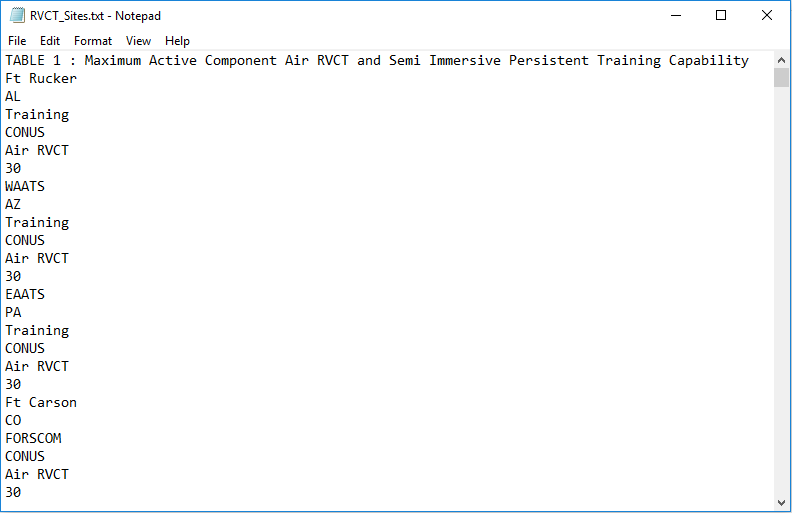 RVCT_Sites.txt - Notepad
File Edit Format View Help
TABLE 1 : Maximum Active Component Air RVCT and Semi Immersive Persistent Training Capability
Ft Rucker
AL
Training
CONUS
Air RVCT
30
WAATS
AZ
Training
CONUS
Air RVCT
30
EAATS
PA
Training
CONUS
Air RVCT
30
Ft Carson
CO
FORSCOM
CONUS
Air RVCT
30